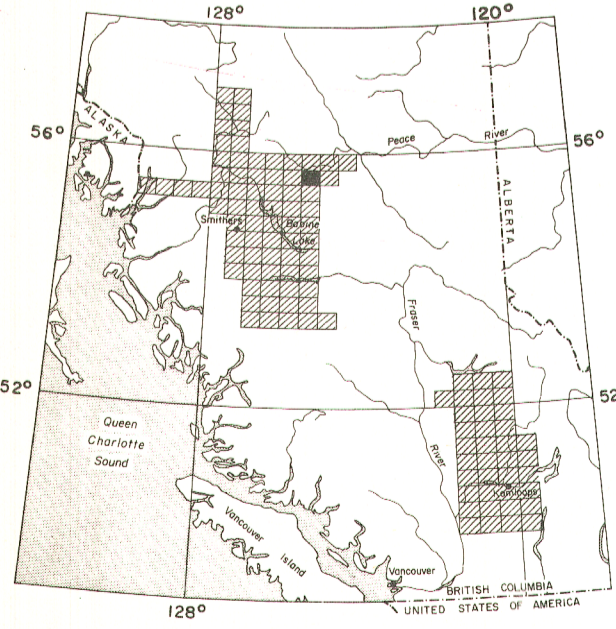 128°
120°
ALASKA
56°
Peace River
56°
ALBERTA
Smithers
Babine
Lake
Fraser
52°
52
Queen
Charlotte
Sound
River
Kamloops
Vancouver Island
Vancouver
BRITISH COLUMBIA
UNITED STATES OF AMERICA
128°